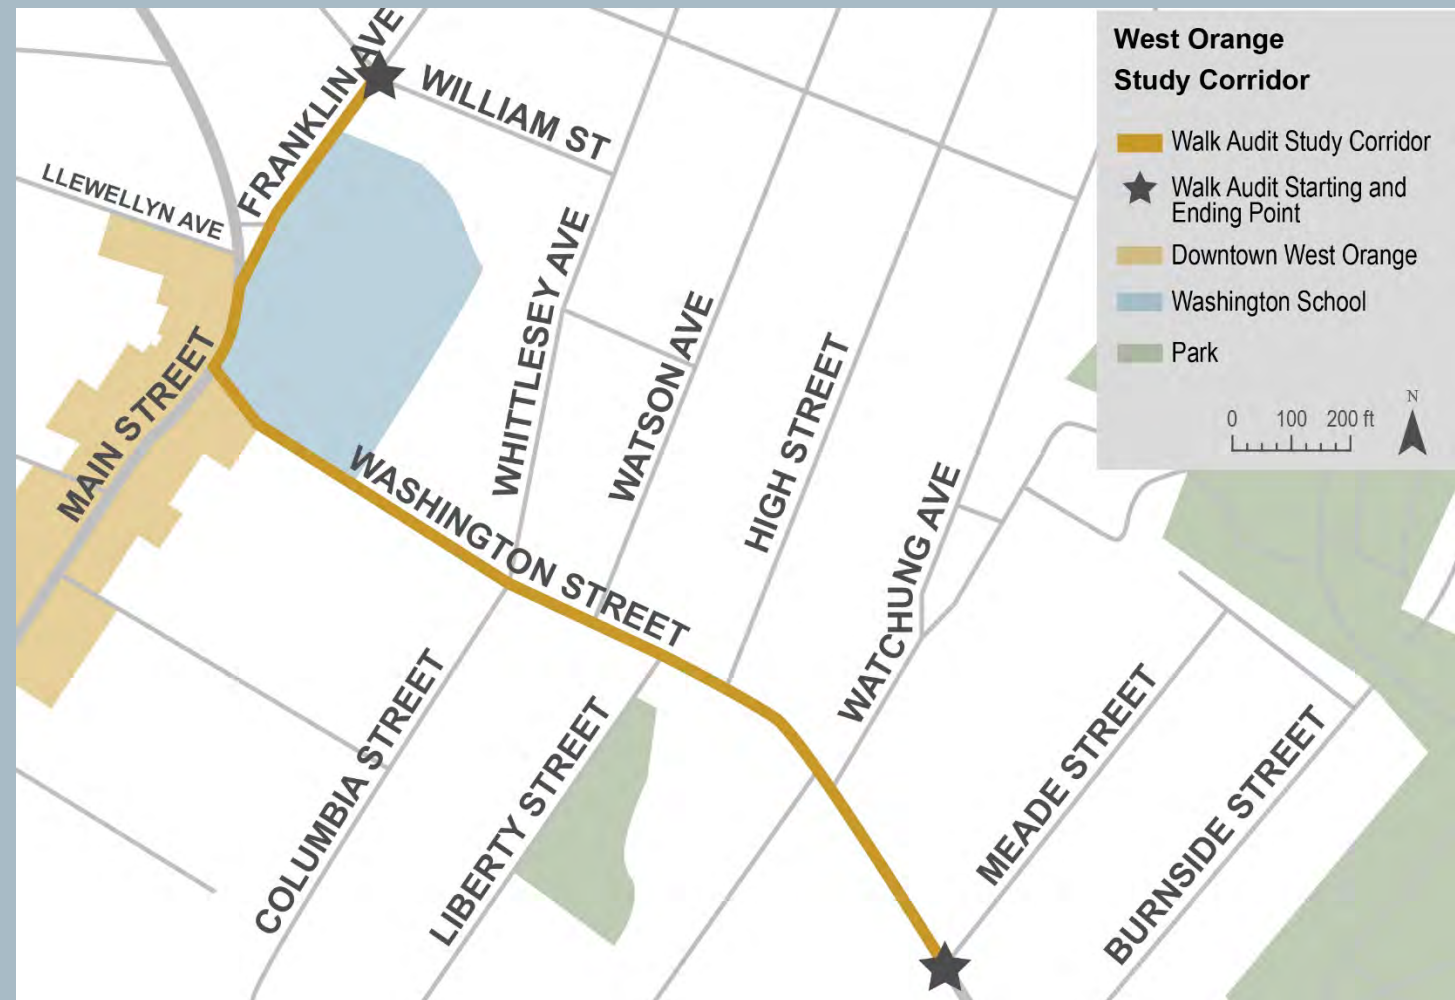 West Orange
Study Corridor
Walk Audit Study Corridor
Walk Audit Starting and
Ending Point
Downtown West Orange
Washington School
Park
0 100 200 ft
N
FRANKLIN AVE
WILLIAM ST
LLEWELLYN AVE
MAIN STREET
WHITTLESEY AVE
WATSON AVE
HIGH STREET
WASHINGTON STREET
WATCHUNG AVE
COLUMBIA STREET
LIBERTY STREET
MEADE STREET
BURNSIDE STREET